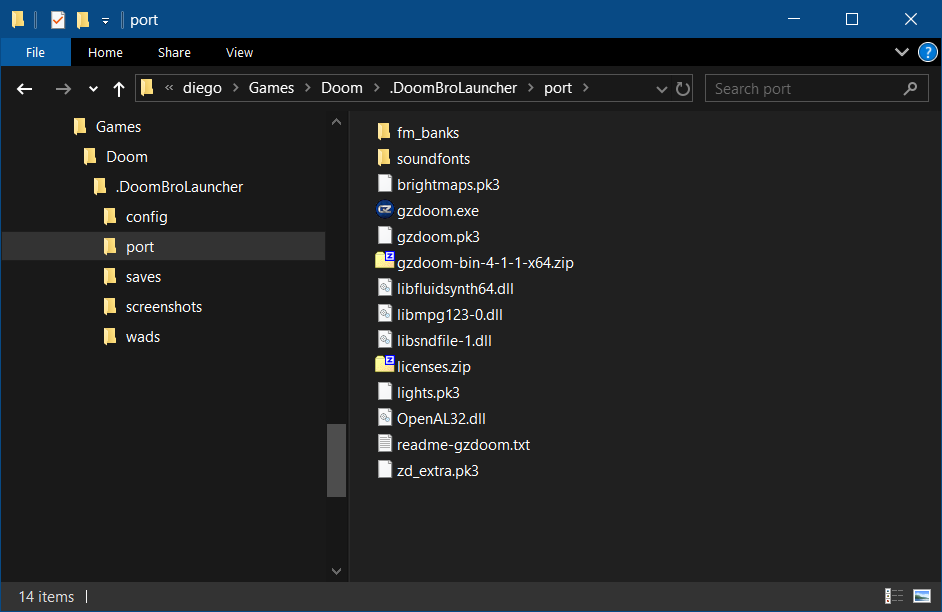 port
File Home Share View
« diego > Games > Doom > .DoomBroLauncher > port >
Search port
Games
Doom
.DoomBroLauncher
config
port
saves
screenshots
wads
fm_banks
soundfonts
brightmaps.pk3
gzdoom.exe
gzdoom.pk3
gzdoom-bin-4-1-1-x64.zip
libfluidsynth64.dll
libmpg123-0.dll
libsndfile-1.dll
licenses.zip
lights.pk3
OpenAL32.dll
readme-gzdoom.txt
zd_extra.pk3
14 items